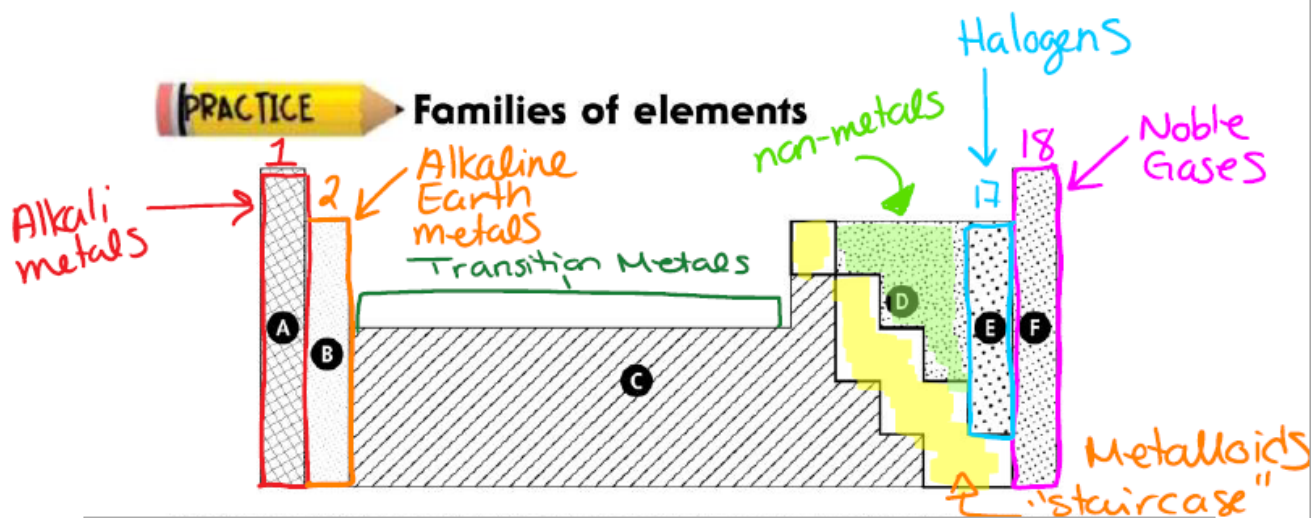 Halogens
PRACTICE
Families of elements
non-metals
1
18
Noble
Gases
2
Alkaline
Earth
metals
17
Alkali
metals
Transition Metals
A
B
C
D
E
F
Metalloids
"staircase"